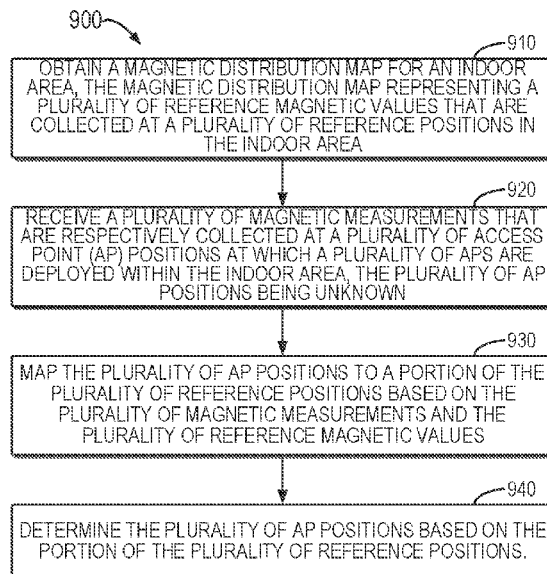 900
910
OBTAIN A MAGNETIC DISTRIBUTION MAP FOR AN INDOOR
AREA, THE MAGNETIC DISTRIBUTION MAP REPRESENTING
A PLURALITY OF REFERENCE MAGNETIC VALUES THAT ARE
COLLECTED AT A PLURALITY OF REFERENCE POSITIONS IN
THE INDOOR AREA
920
RECEIVE A PLURALITY OF MAGNETIC MEASUREMENTS THAT
ARE RESPECTIVELY COLLECTED AT A PLURALITY OF ACCESS
POINT (AP) POSITIONS AT WHICH A PLURALITY OF APS ARE
DEPLOYED WITHIN THE INDOOR AREA, THE PLURALITY OF AP
POSITIONS BEING UNKNOWN
930
MAP THE PLURALITY OF AP POSITIONS TO A PORTION OF THE
PLURALITY OF REFERENCE POSITIONS BASED ON THE
PLURALITY OF MAGNETIC MEASUREMENTS AND THE
PLURALITY OF REFERENCE MAGNETIC VALUES
940
DETERMINE THE PLURALITY OF AP POSITIONS BASED ON THE
PORTION OF THE PLURALITY OF REFERENCE POSITIONS.